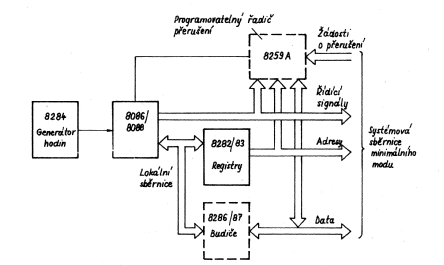 Programovatelný řadič
přerušení
8259A
Žádosti
o přerušení
8284
Generátor
hodin
8086/
8088
Řídící
signály
8282/83
Registry
Adresy
Systémová
sběrnice
minimálního
modu
Lokální
sběrnice
8286/87
Budiče
Data